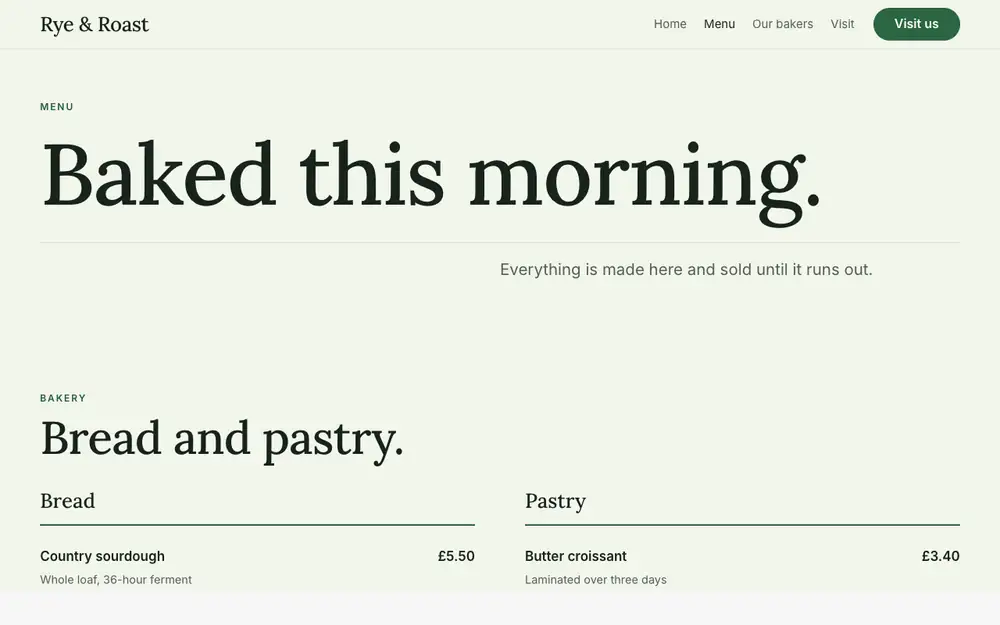 Rye & Roast
Home Menu Our bakers Visit Visit us
MENU
Baked this morning.
Everything is made here and sold until it runs out.
BAKERY
Bread and pastry.
Bread
Country sourdough £5.50
Whole loaf, 36-hour ferment
Pastry
Butter croissant £3.40
Laminated over three days